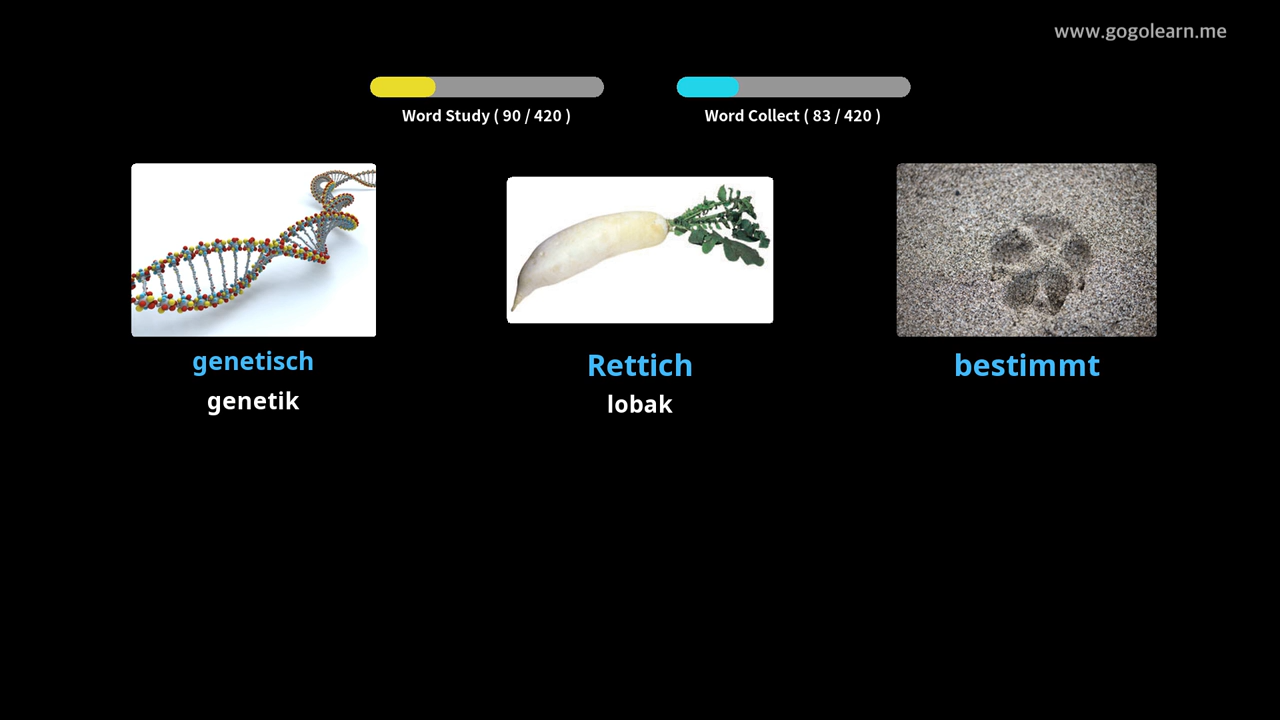 www.gogolearn.me
Word Study ( 90 / 420 )
Word Collect ( 83 / 420 )
genetisch
genetik
Rettich
lobak
bestimmt